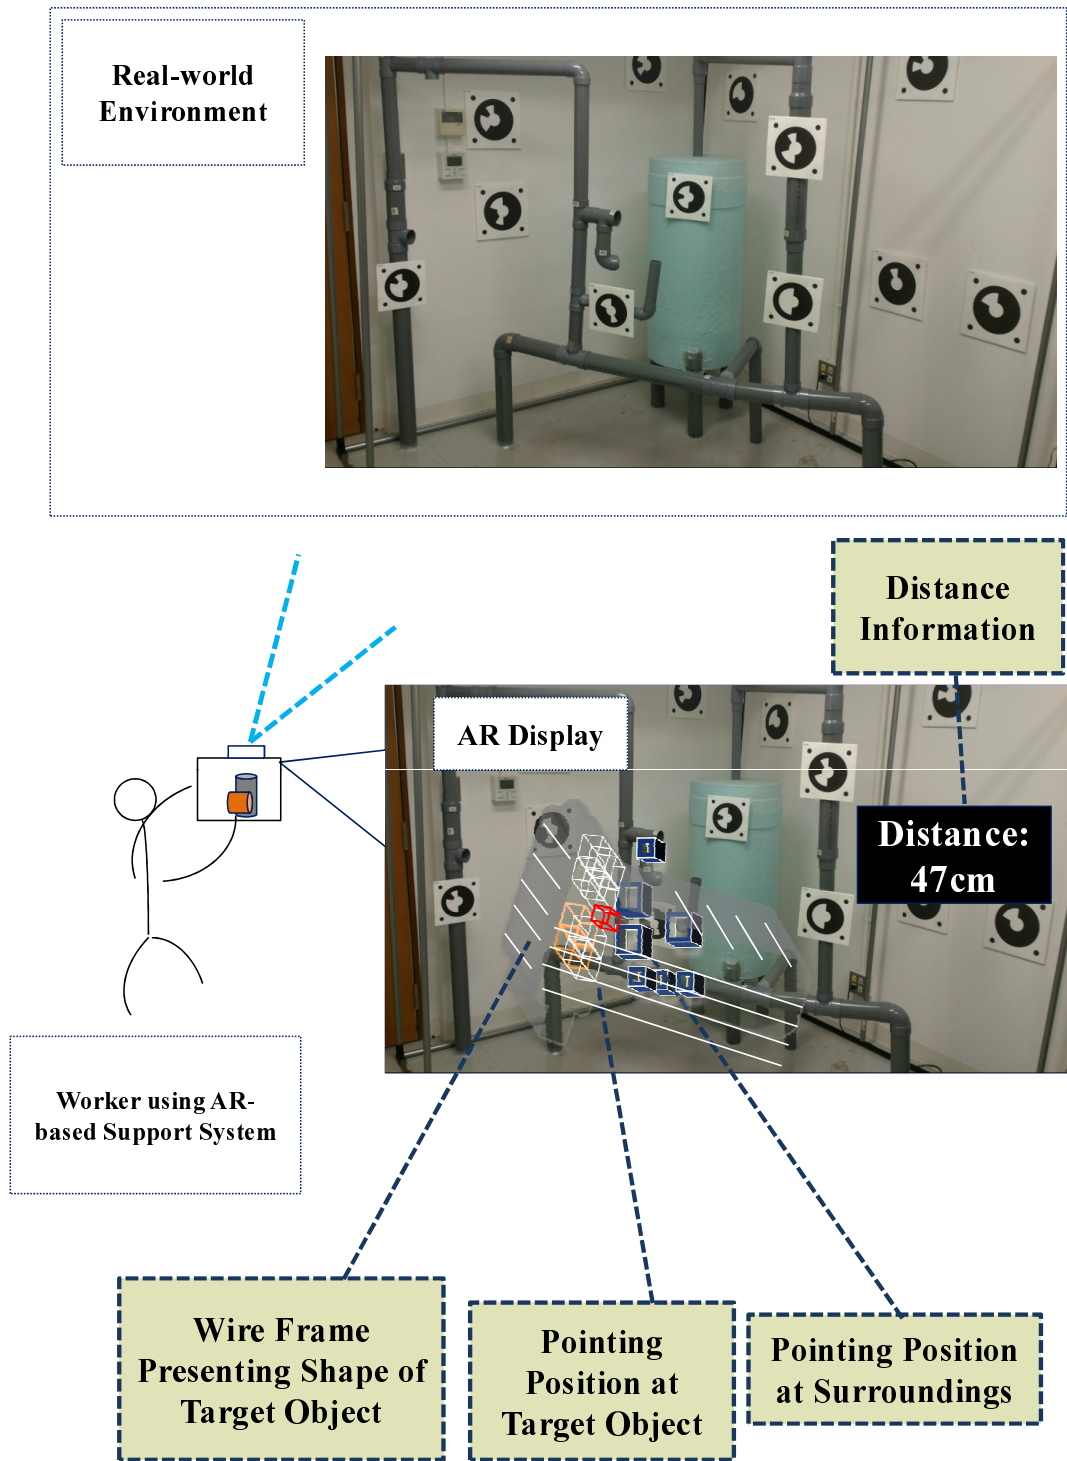 Real-world
Environment
Distance
Information
AR Display
Distance:
47cm
Worker using AR-
based Support System
Wire Frame
Presenting Shape of
Target Object
Pointing
Position at
Target Object
Pointing Position
at Surroundings